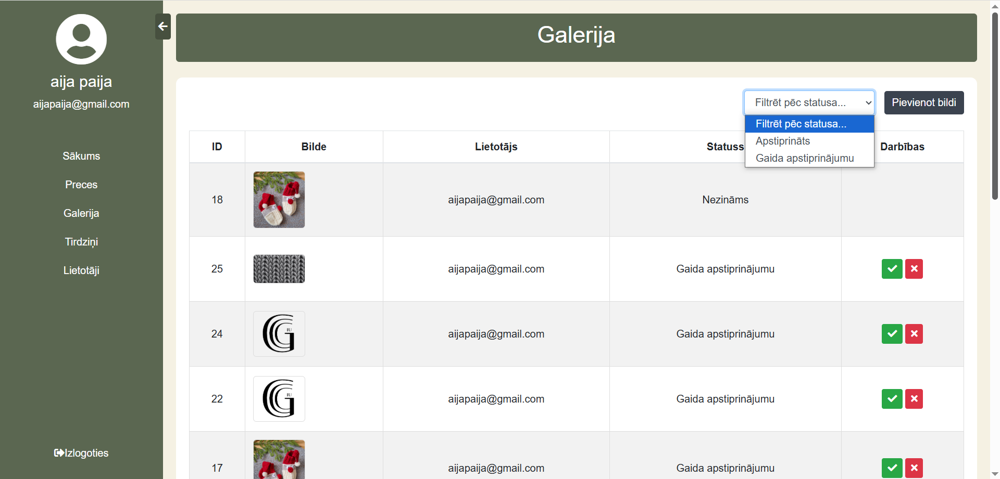 aija paija
aijapaija@gmail.com
Sākums
Preces
Galerija
Tirdziņi
Lietotāji
Izlogoties
Galerija
Filtrēt pēc statusa...
Pievienot bildi
Filtrēt pēc statusa...
Apstiprināts
Gaida apstiprinājumu
ID Bilde Lietotājs Statuss Darbības
18 aijapaija@gmail.com Nezināms
25 aijapaija@gmail.com Gaida apstiprinājumu
24 GIU aijapaija@gmail.com Gaida apstiprinājumu
22 GIU aijapaija@gmail.com Gaida apstiprinājumu
17 aijapaija@gmail.com Gaida apstiprinājumu